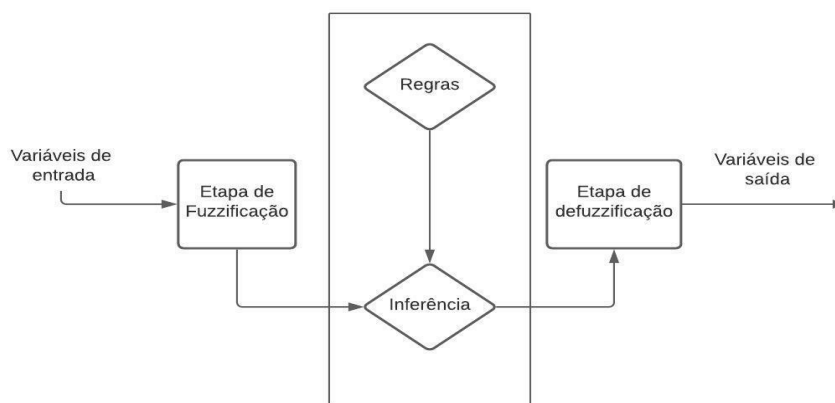 Regras
Variáveis de
entrada
Etapa de
Fuzzificação
Inferência
Etapa de
defuzzificação
Variáveis de
saída